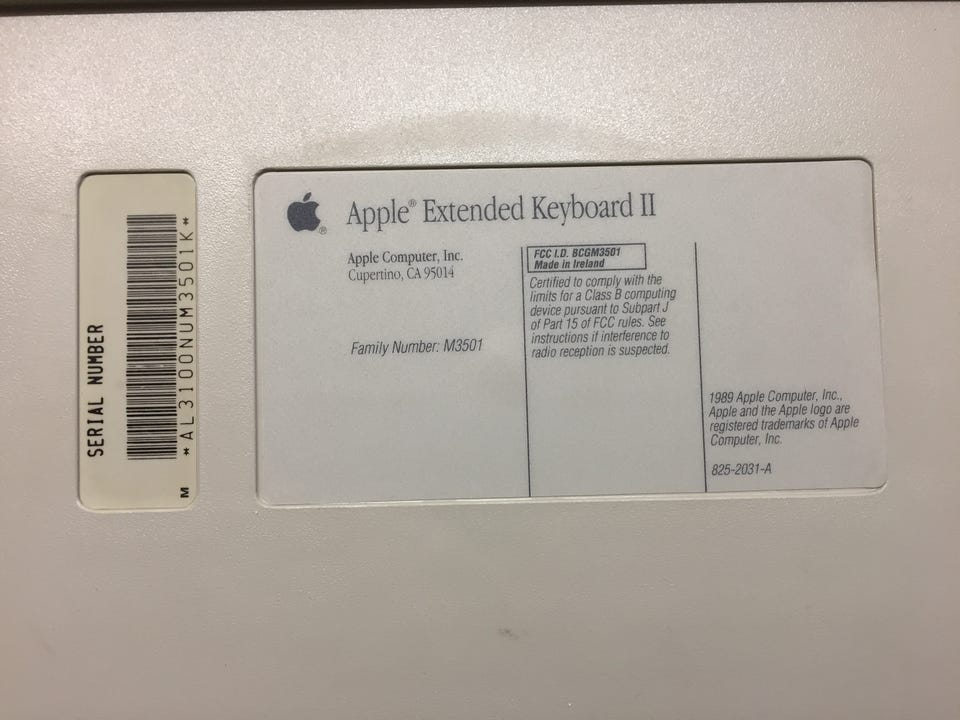 SERIAL NUMBER
*AL3100NUM3501K*
M
Apple® Extended Keyboard II
Apple Computer, Inc.
Cupertino, CA 95014
Family Number: M3501
FCC I.D. BCGM3501
Made in Ireland
Certified to comply with the
limits for a Class B computing
device pursuant to Subpart J
of Part 15 of FCC rules. See
instructions if interference to
radio reception is suspected.
1989 Apple Computer, Inc.,
Apple and the Apple logo are
registered trademarks of Apple
Computer, Inc.
825-2031-A